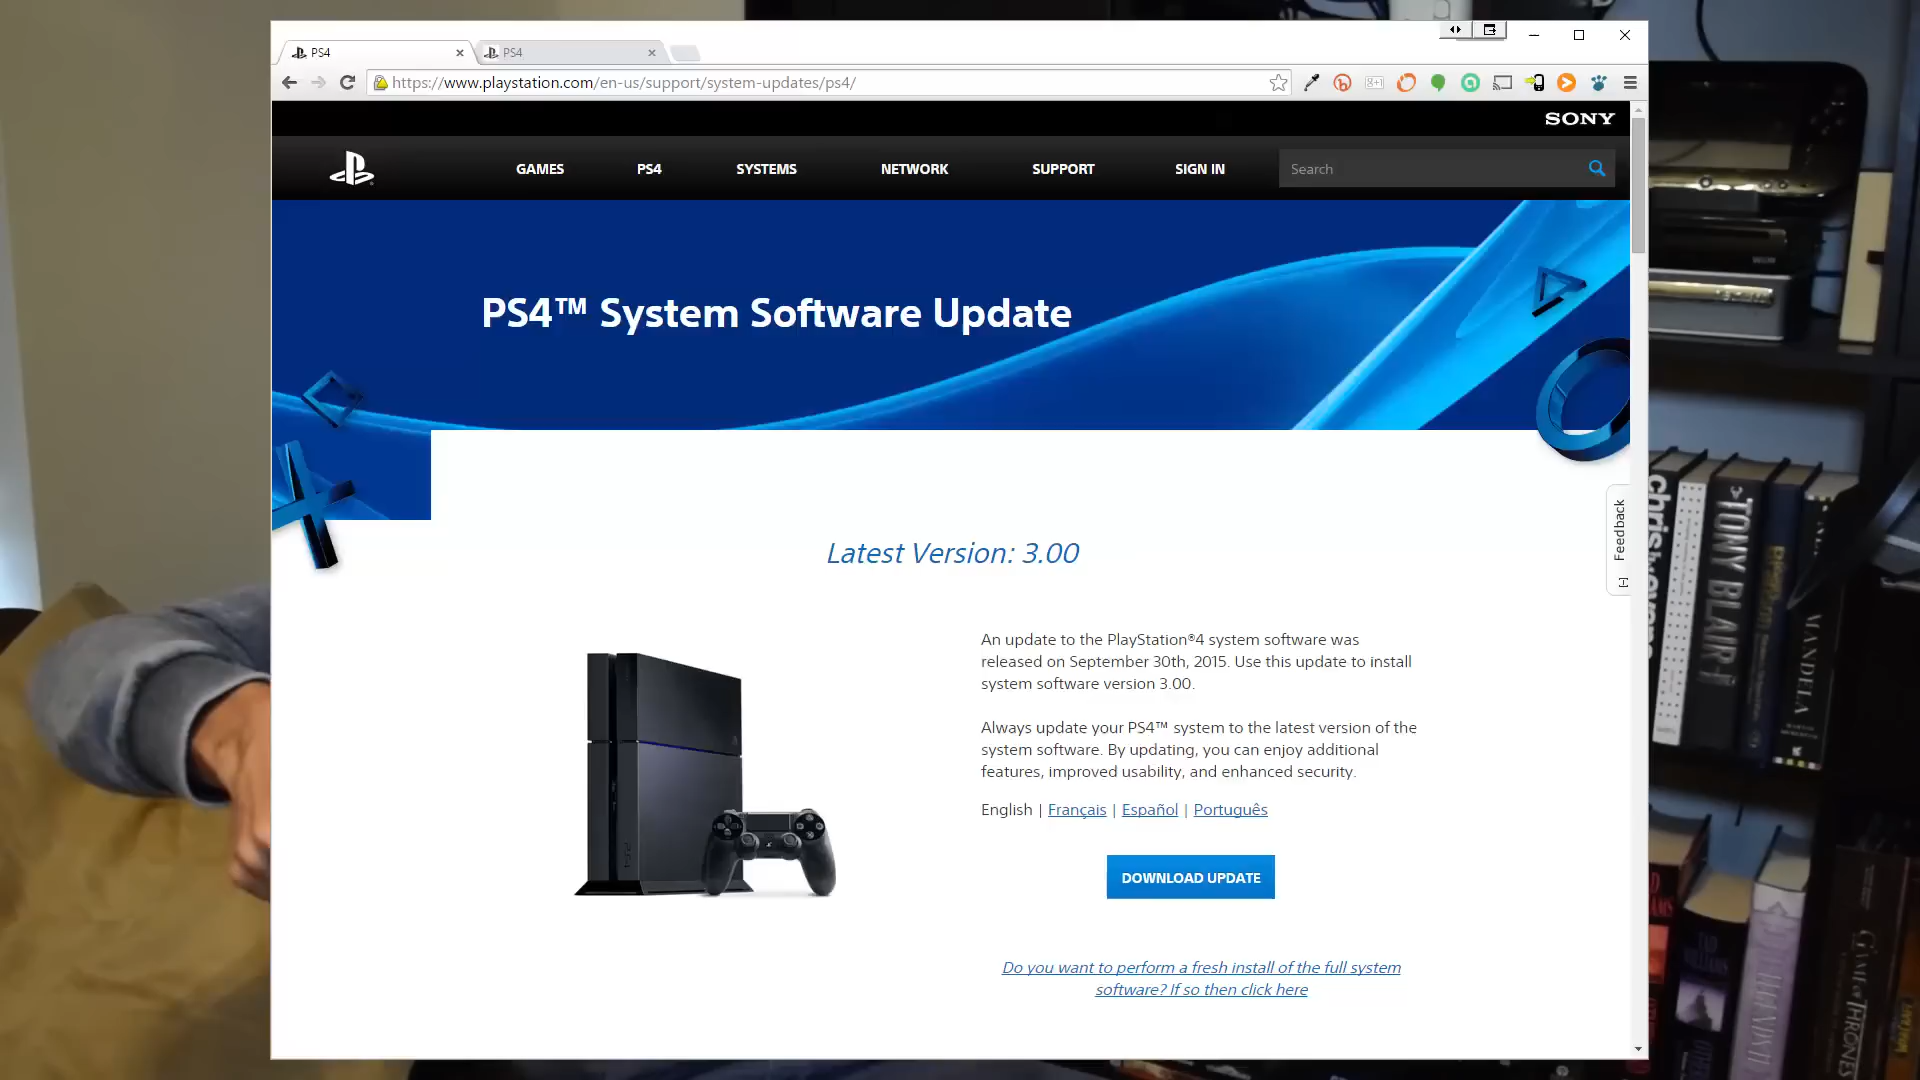 PS4
PS4
https://www.playstation.com/en-us/support/system-updates/ps4/
SONY
GAMES
PS4
SYSTEMS
NETWORK
SUPPORT
SIGN IN
Search
PS4™ System Software Update
Latest Version: 3.00
Feedback
[-]
An update to the PlayStation®4 system software was
released on September 30th, 2015. Use this update to install
system software version 3.00.
Always update your PS4™ system to the latest version of the
system software. By updating, you can enjoy additional
features, improved usability, and enhanced security.
English | Français | Español | Português
DOWNLOAD UPDATE
Do you want to perform a fresh install of the full system
software? If so then click here
TONY BLAIR
MANDELA
GAME OF THRONES